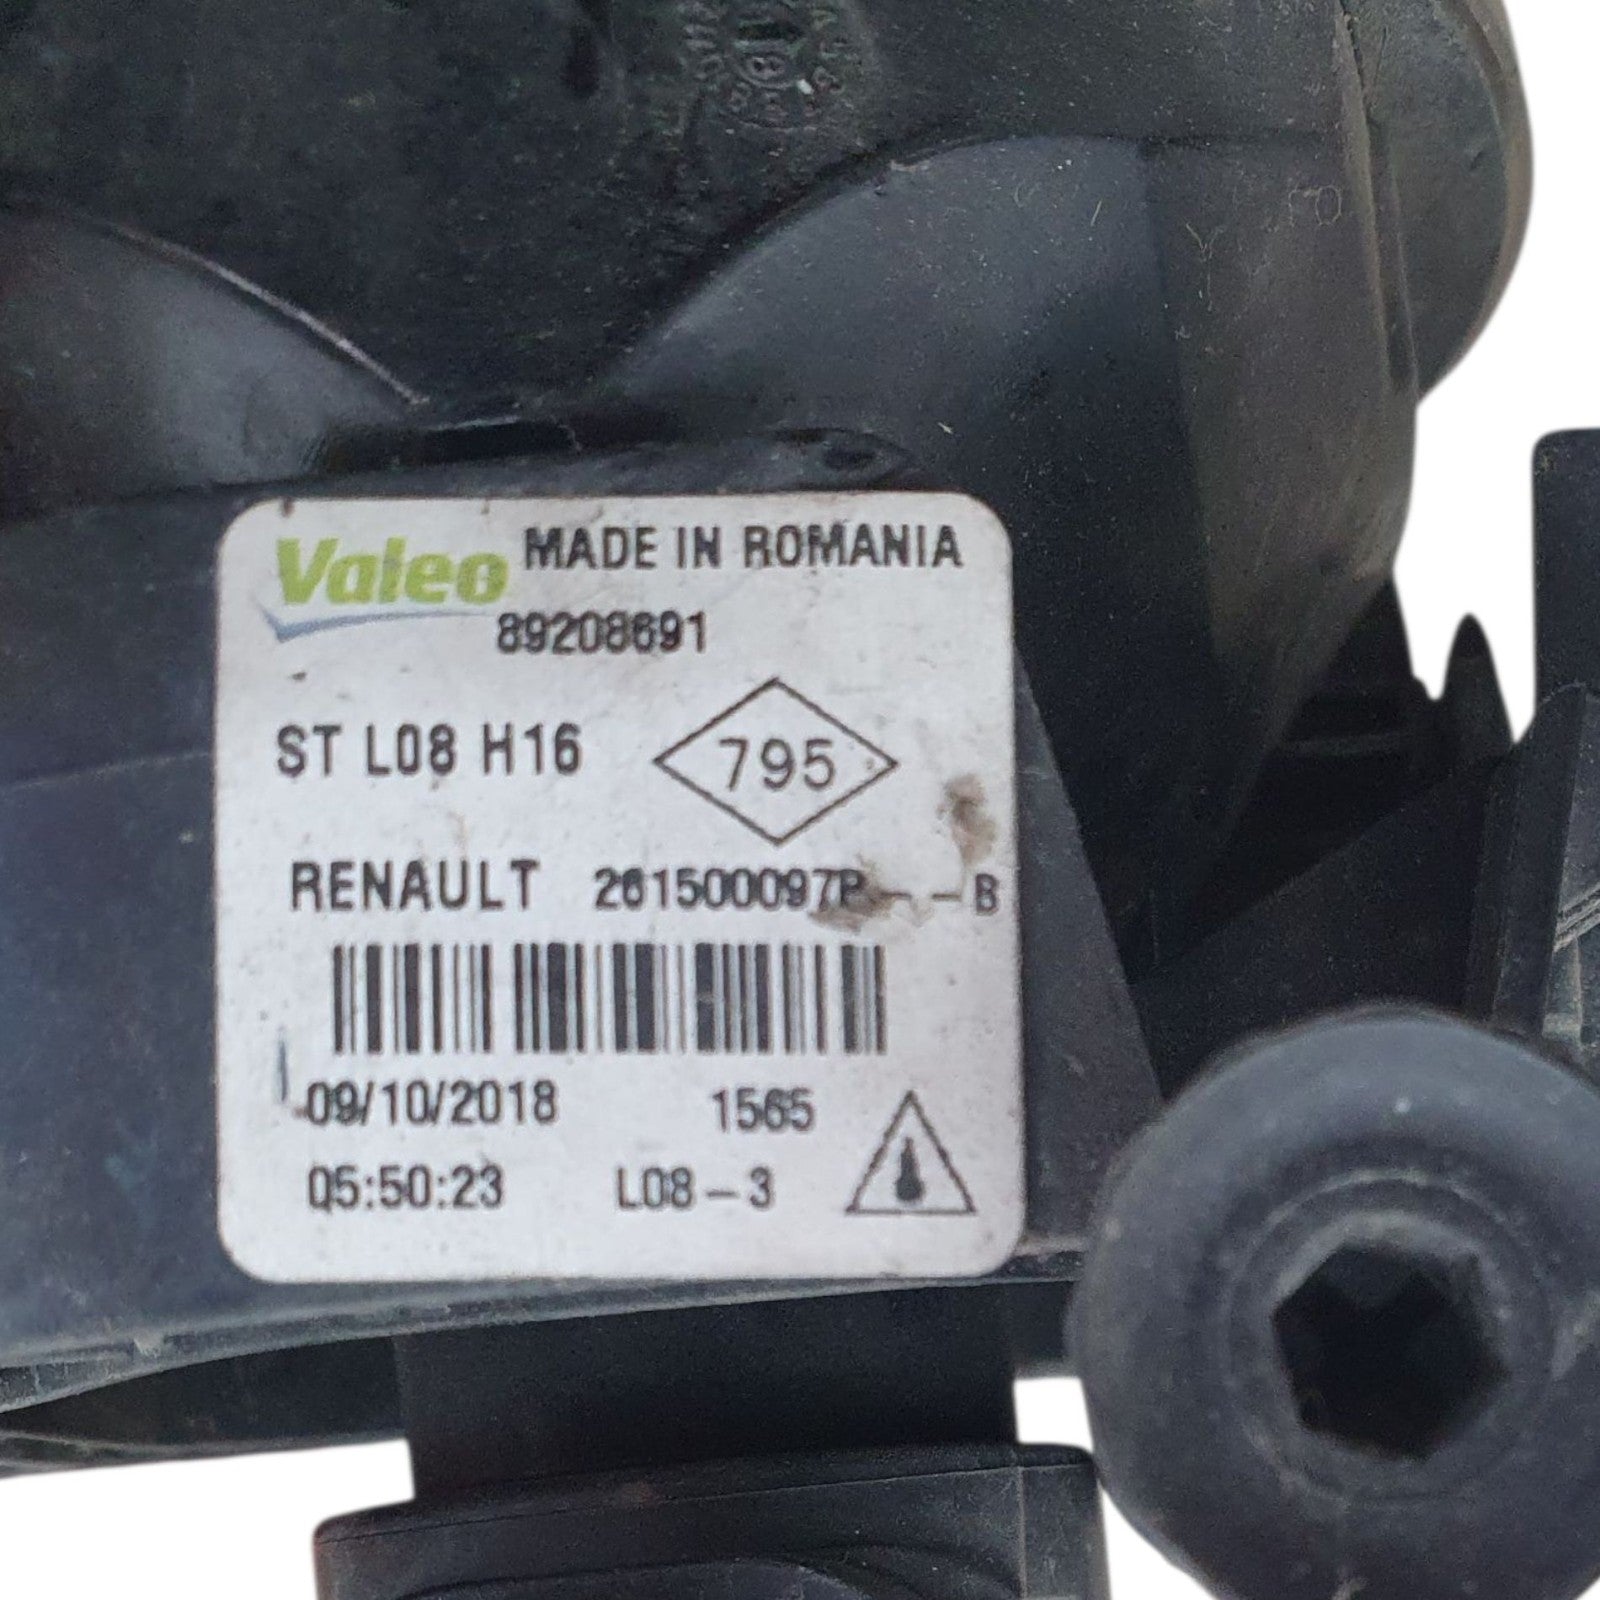 Valeo MADE IN ROMANIA
89208691
ST L08 H16
795
RENAULT 261500097R--B
09/10/2018 1565
05:50:23 L08-3